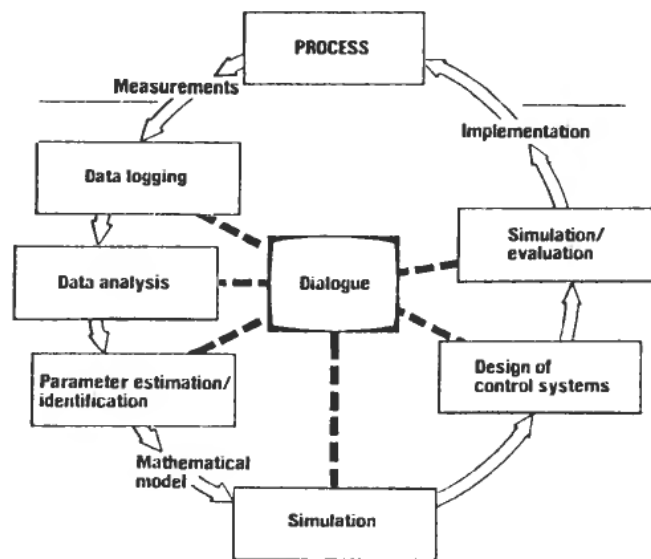 PROCESS
Measurements
Implementation
Data logging
Simulation/
evaluation
Data analysis
Dialogue
Parameter estimation/
identification
Design of
control systems
Mathematical
model
Simulation